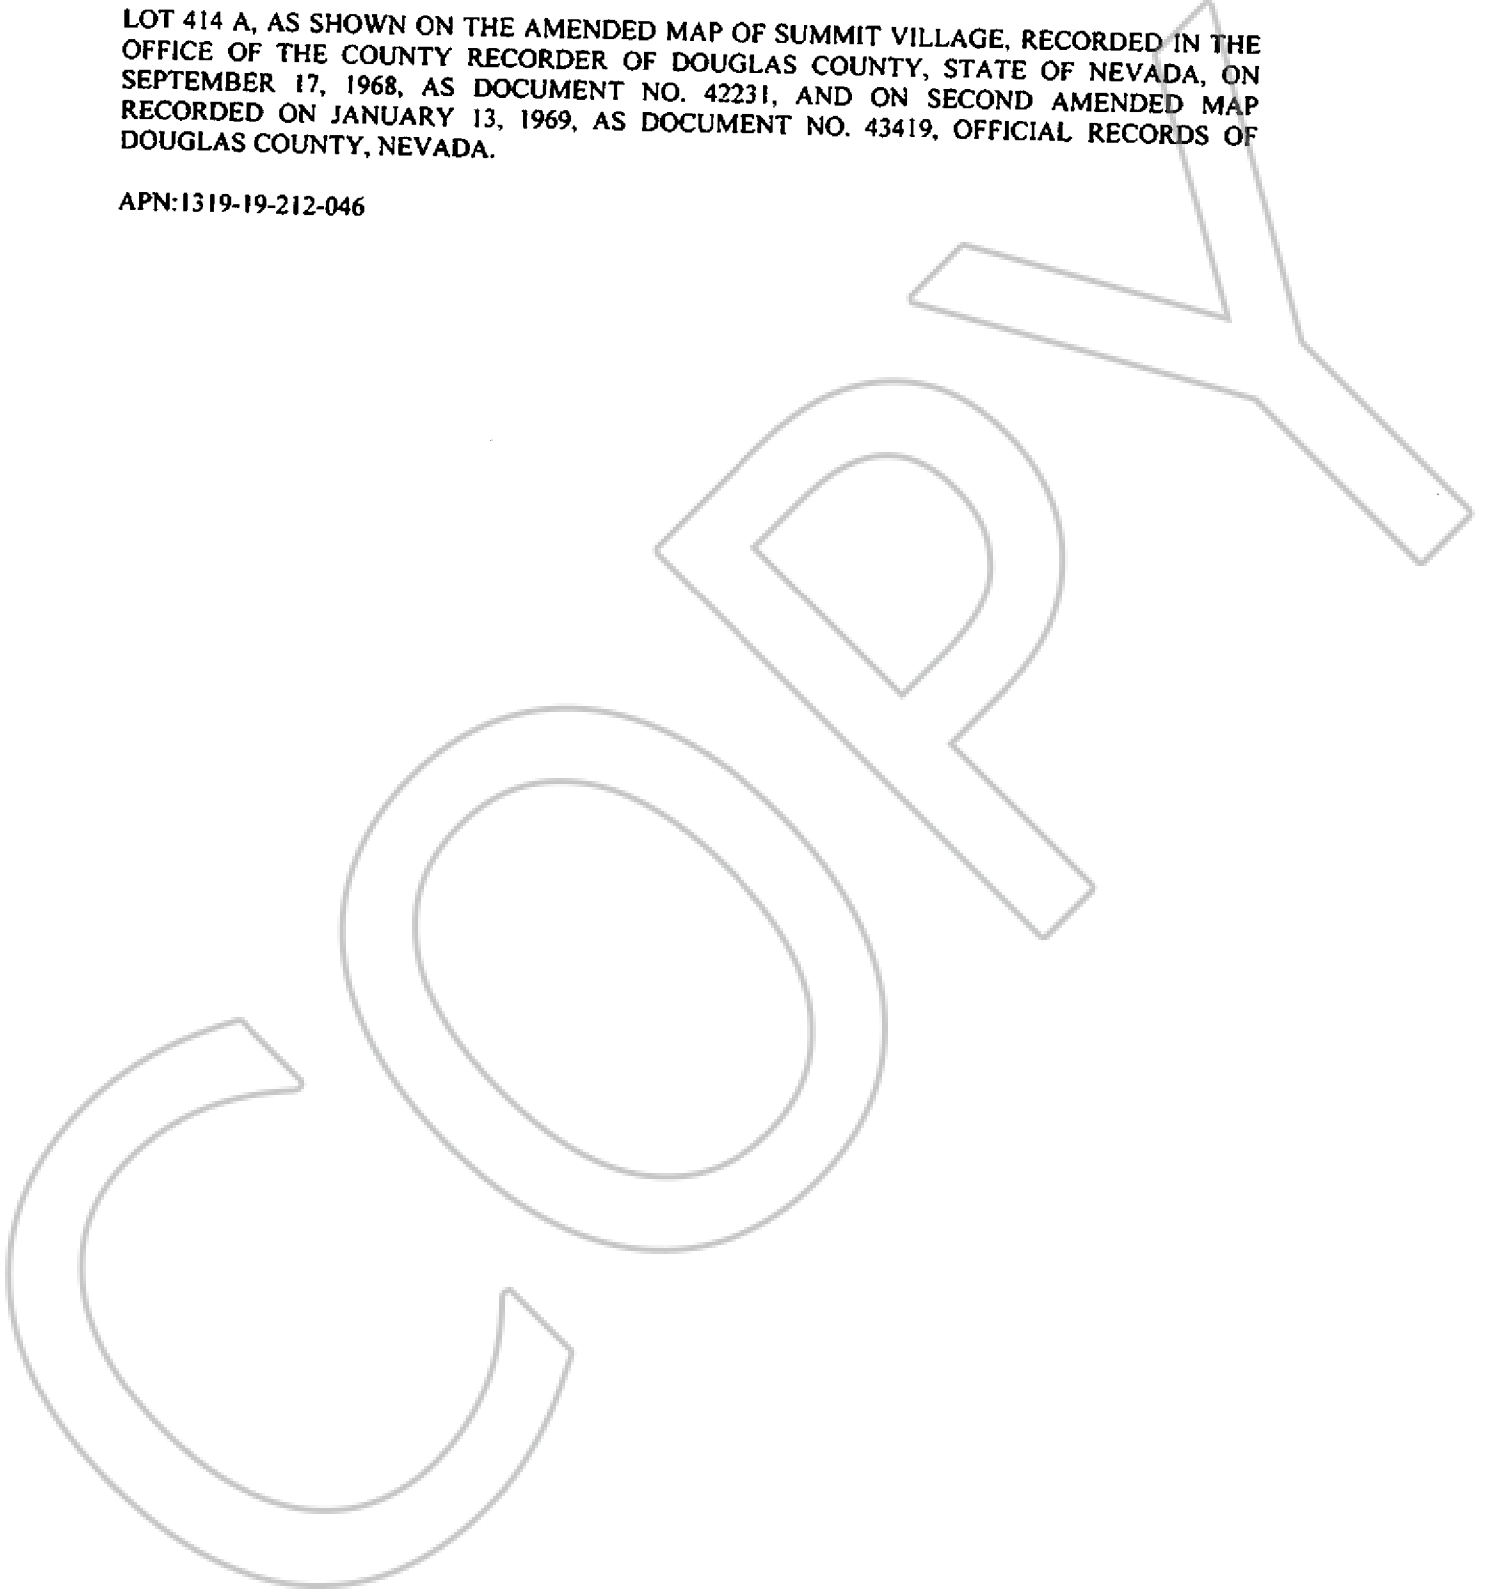 LOT 414 A, AS SHOWN ON THE AMENDED MAP OF SUMMIT VILLAGE, RECORDED IN THE
OFFICE OF THE COUNTY RECORDER OF DOUGLAS COUNTY, STATE OF NEVADA, ON
SEPTEMBER 17, 1968, AS DOCUMENT NO. 42231, AND ON SECOND AMENDED MAP
RECORDED ON JANUARY 13, 1969, AS DOCUMENT NO. 43419, OFFICIAL RECORDS OF
DOUGLAS COUNTY, NEVADA.
APN:1319-19-212-046
COPY